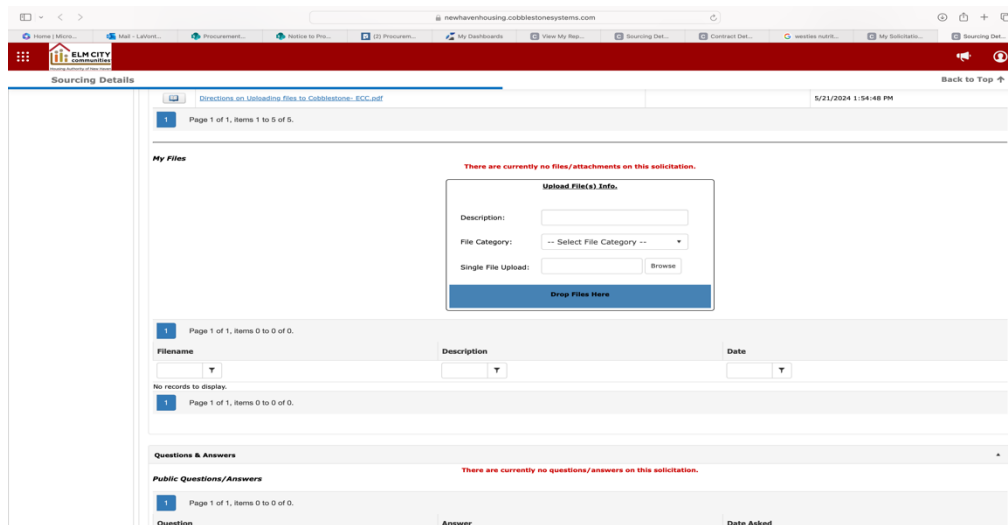 newhavenhousing.cobblestonesystems.com
Home | Micro... Mail - LaVont... Procurement... Notice to Pro... (2) Procurem... My Dashboards View My Rep... Sourcing Det... Contract Det... westies nutrit... My Solicitatio... Sourcing Det...
ELM CITY
communities
Housing Authority of New Haven
Sourcing Details Back to Top ↑
Directions on Uploading files to Cobblestone- ECC.pdf 5/21/2024 1:54:48 PM
1 Page 1 of 1, items 1 to 5 of 5.
My Files
There are currently no files/attachments on this solicitation.
Upload File(s) Info.
Description:
File Category: -- Select File Category --
Single File Upload: Browse
Drop Files Here
1 Page 1 of 1, items 0 to 0 of 0.
Filename Description Date
No records to display.
1 Page 1 of 1, items 0 to 0 of 0.
Questions & Answers
There are currently no questions/answers on this solicitation.
Public Questions/Answers
1 Page 1 of 1, items 0 to 0 of 0.
Question Answer Date Asked